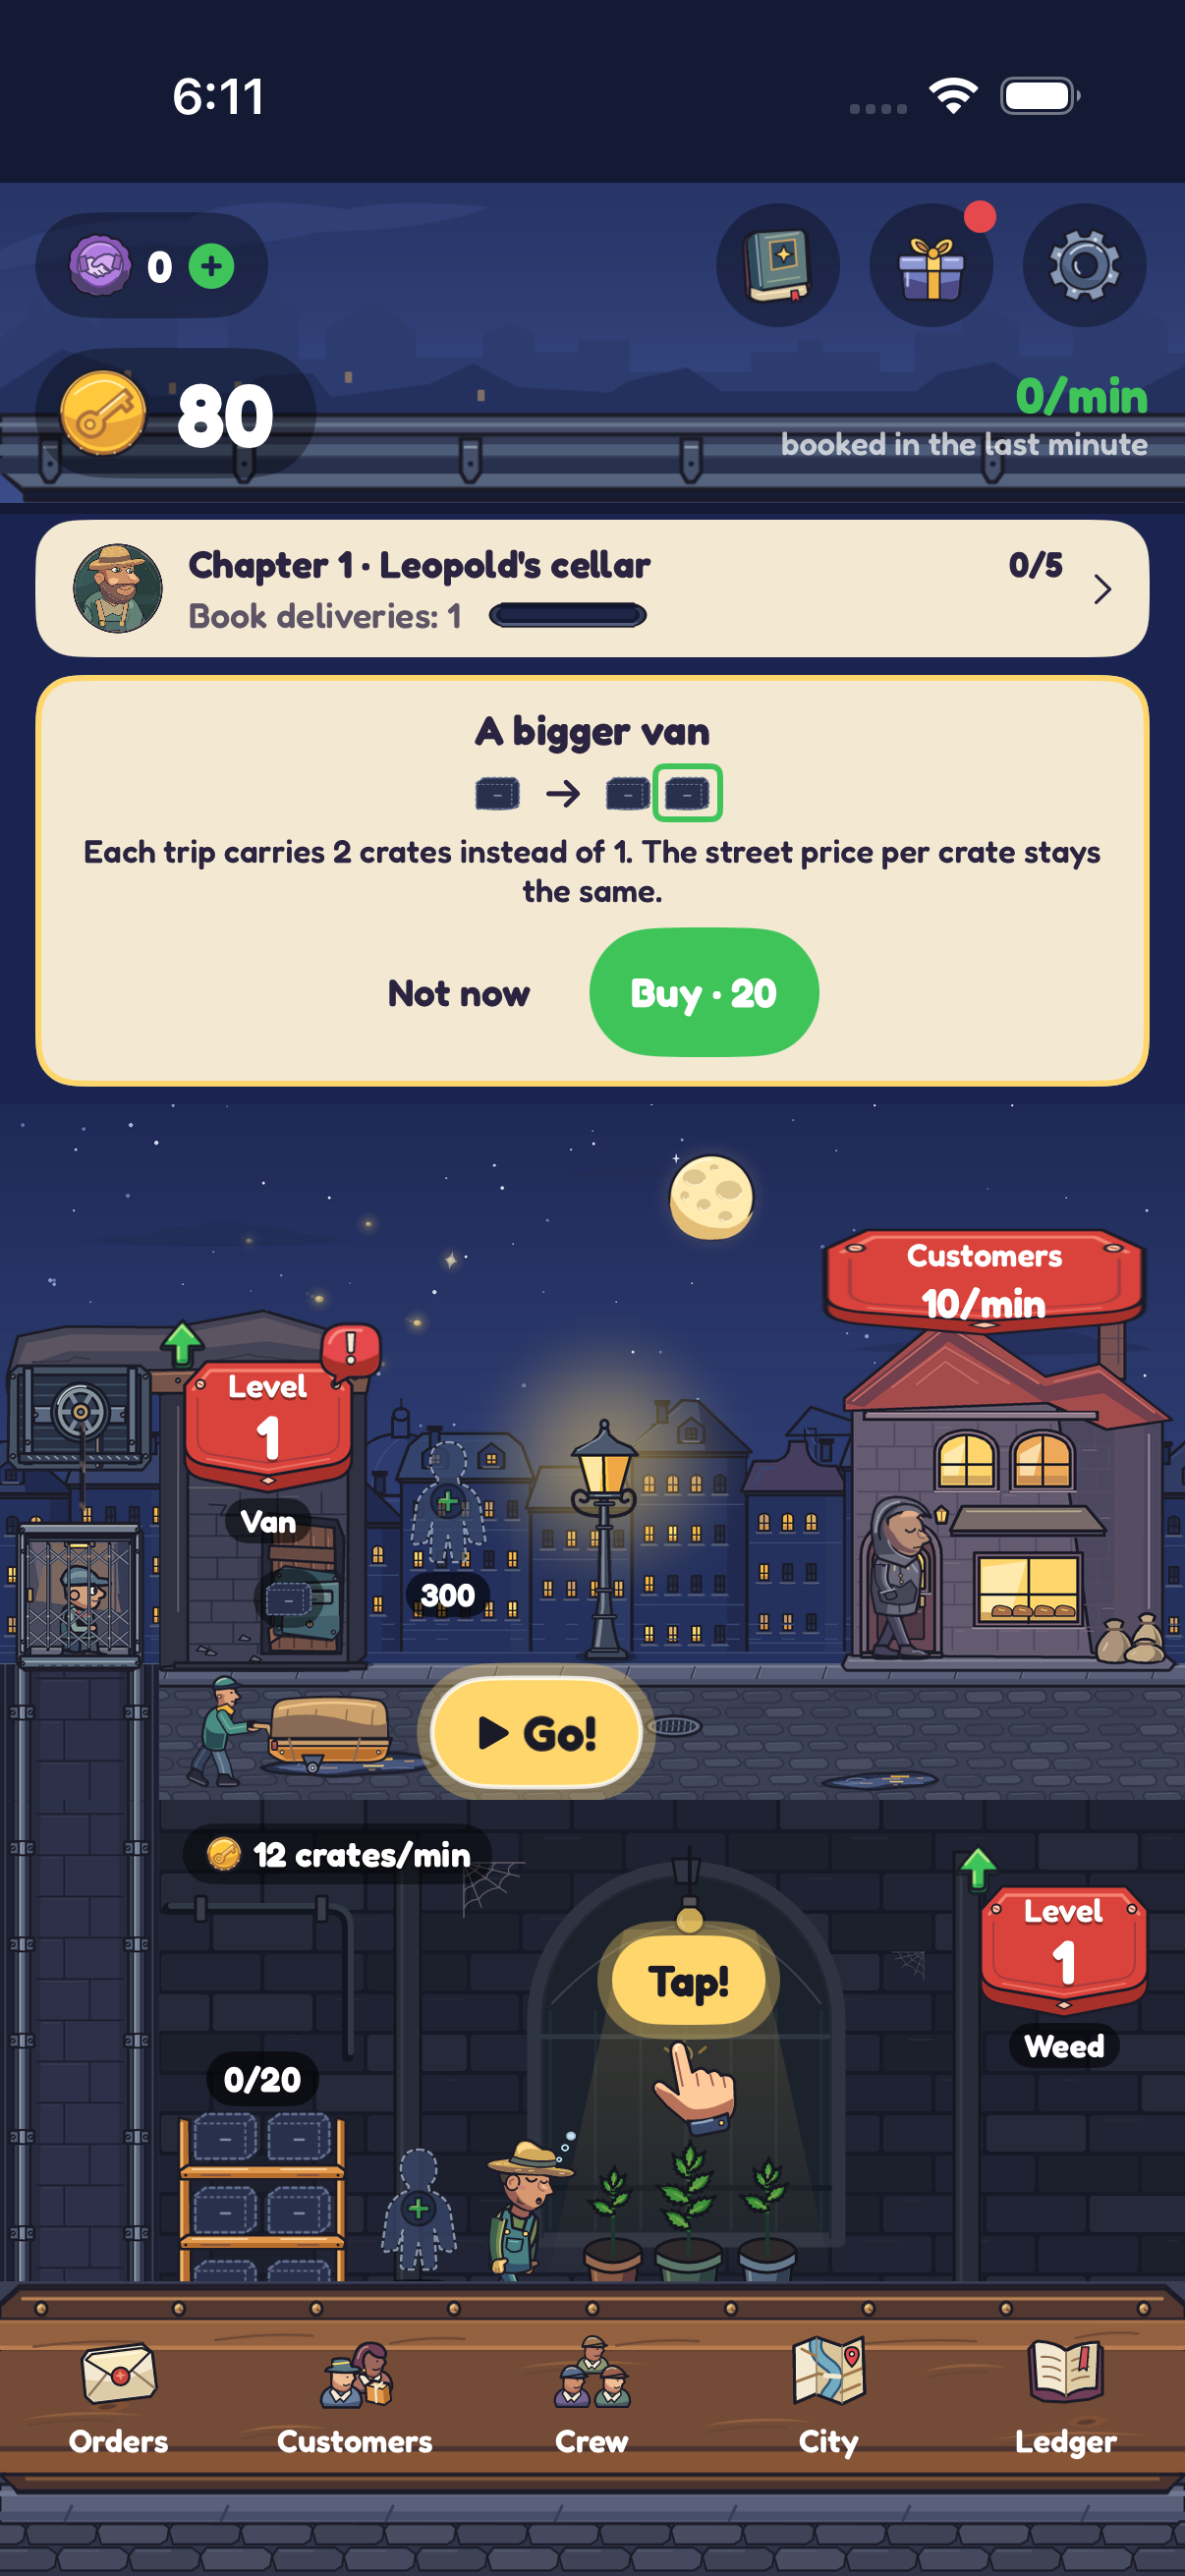 6:11
0
80
0/min
booked in the last minute
Chapter 1 · Leopold's cellar
0/5
Book deliveries: 1
A bigger van
Each trip carries 2 crates instead of 1. The street price per crate stays
the same.
Not now
Buy · 20
Customers
10/min
!
Level
1
Van
300
Go!
12 crates/min
Tap!
Level
1
Weed
0/20
Orders
Customers
Crew
City
Ledger